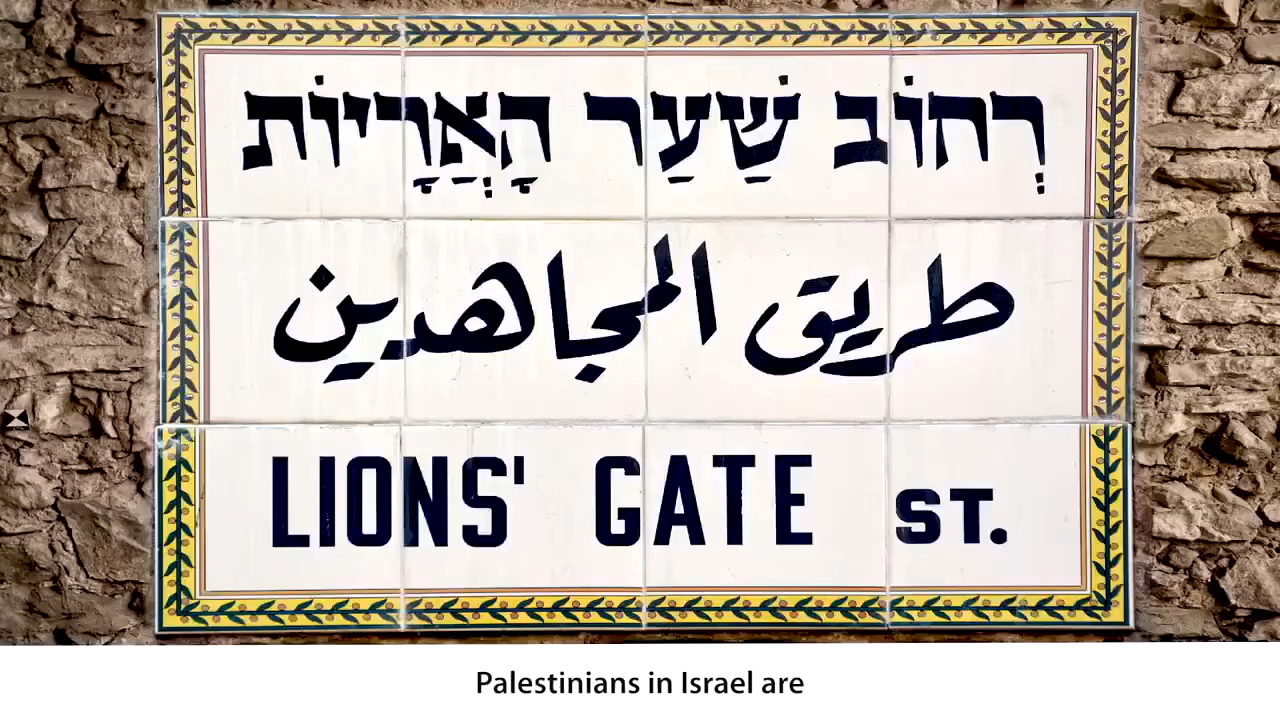 רְחוֹב שַׁעַר הָאֲרָיוֹת
طريق المجاهدين
LIONS' GATE ST.
Palestinians in Israel are